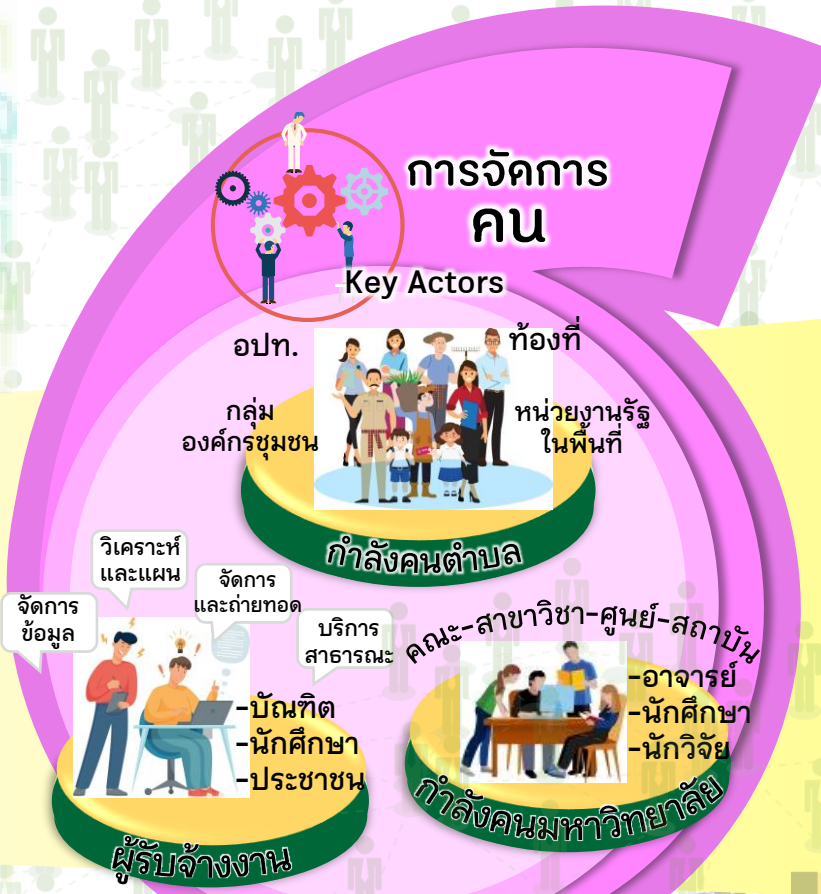 การจัดการ
คน
Key Actors
อปท.
ท้องที่
กลุ่ม
องค์กรชุมชน
หน่วยงานรัฐ
ในพื้นที่
กำลังคนตำบล
วิเคราะห์
และแผน
จัดการ
และถ่ายทอด
จัดการ
ข้อมูล
บริการ
สาธารณะ
-บัณฑิต
-นักศึกษา
-ประชาชน
ผู้รับจ้างงาน
คณะ-สาขาวิชา-ศูนย์-สถาบัน
-อาจารย์
-นักศึกษา
-นักวิจัย
กำลังคนมหาวิทยาลัย